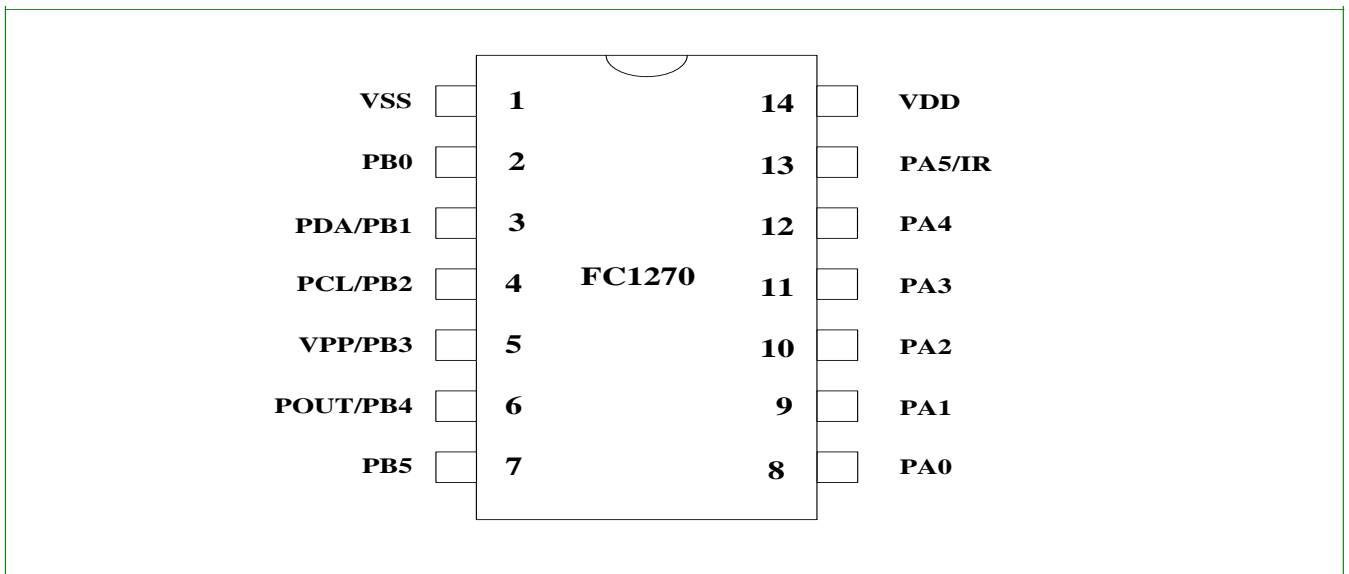 VSS 1 14 VDD
PB0 2 13 PA5/IR
PDA/PB1 3 12 PA4
PCL/PB2 4 FC1270 11 PA3
VPP/PB3 5 10 PA2
POUT/PB4 6 9 PA1
PB5 7 8 PA0